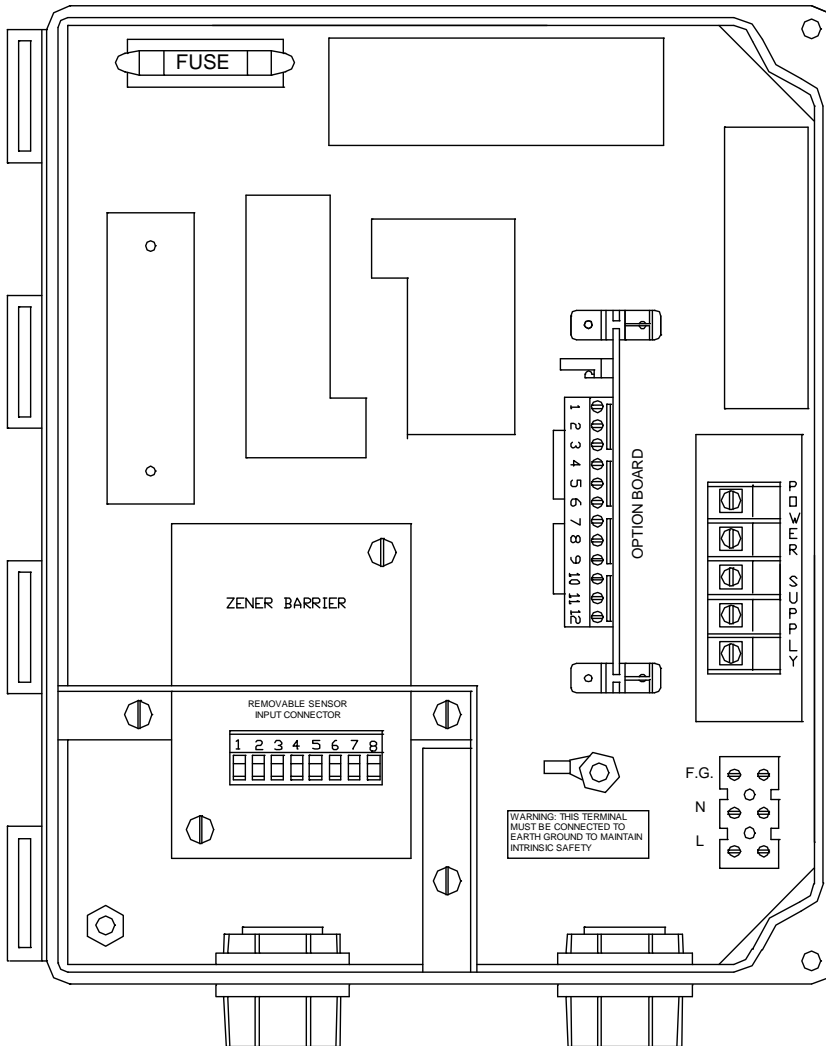 FUSE
1
2
3
4
5
6
7
8
9
10
11
12
OPTION BOARD
POWER SUPPLY
ZENER BARRIER
REMOVABLE SENSOR
INPUT CONNECTOR
1 2 3 4 5 6 7 8
F.G.
N
L
WARNING: THIS TERMINAL
MUST BE CONNECTED TO
EARTH GROUND TO MAINTAIN
INTRINSIC SAFETY